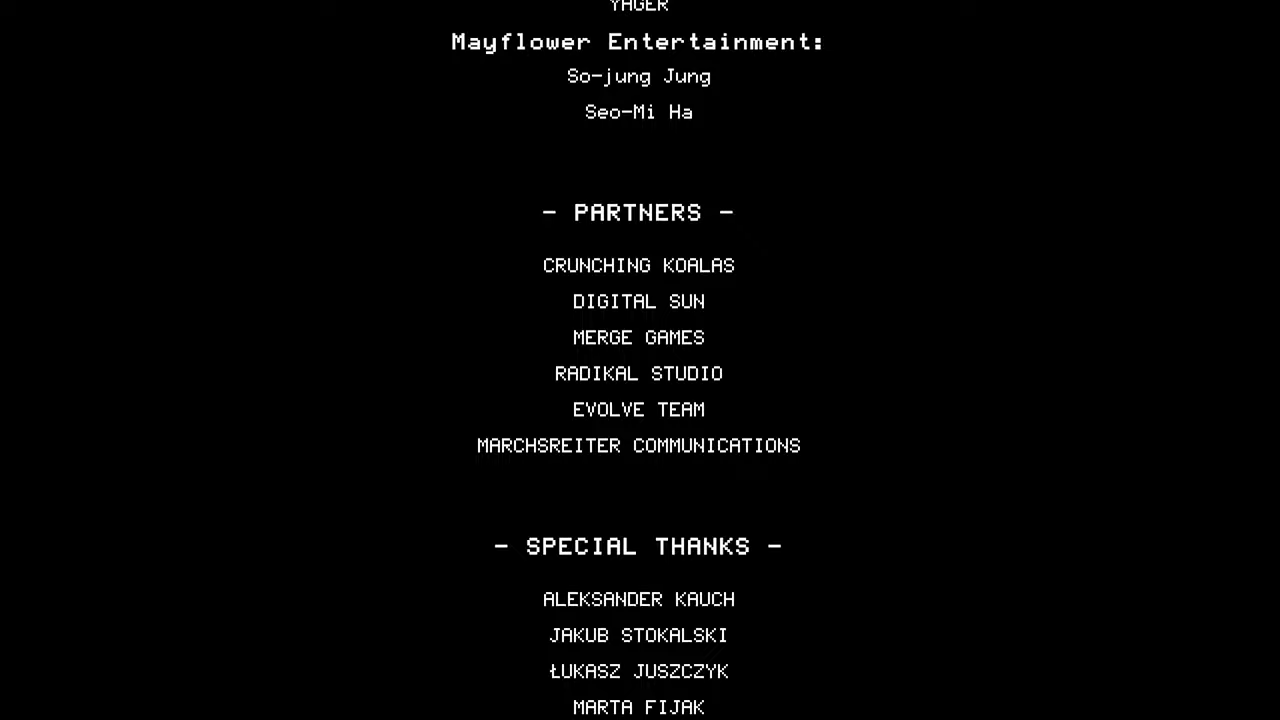 YAGER
Mayflower Entertainment:
So-jung Jung
Seo-Mi Ha
- PARTNERS -
CRUNCHING KOALAS
DIGITAL SUN
MERGE GAMES
RADIKAL STUDIO
EVOLVE TEAM
MARCHSREITER COMMUNICATIONS
- SPECIAL THANKS -
ALEKSANDER KAUCH
JAKUB STOKALSKI
ŁUKASZ JUSZCZYK
MARTA FIJAK